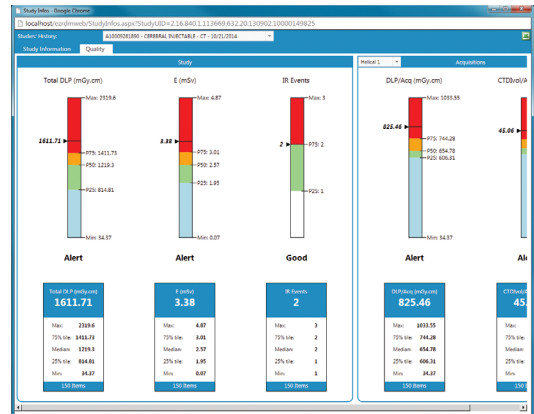 Study Infos - Google Chrome
localhost/ezrdmweb/StudyInfos.aspx?StudyUID=2.16.840.1.113669.632.20.130902.10000149825
Studies' History:
A10009281890 - CEREBRAL INJECTABLE - CT - 10/21/2014
Study Information
Quality
Study
Helical 1
Acquisitions
Total DLP (mGy.cm)
E (mSv)
IR Events
DLP/Acq (mGy.cm)
CTDIvol/A
Max: 2319.6
Max: 4.87
Max: 3
Max: 1033.55
1611.71
3.38
2
825.46
45.06
P75: 1411.73
P75: 3.01
P75: 2
P75: 744.28
P50: 1219.3
P50: 2.57
P50: 654.78
P25: 814.81
P25: 1.95
P25: 1
P25: 606.31
Min: 34.37
Min: 0.07
Min: 34.37
Alert
Alert
Good
Alert
Al
Total DLP (mGy.cm)
1611.71
Max: 2319.6
75% tile: 1411.73
Median: 1219.3
25% tile: 814.81
Min: 34.37
150 Items
E (mSv)
3.38
Max: 4.87
75% tile: 3.01
Median: 2.57
25% tile: 1.95
Min: 0.07
150 Items
IR Events
2
Max: 3
75% tile: 2
Median: 2
25% tile: 1
Min: 1
150 Items
DLP/Acq (mGy.cm)
825.46
Max: 1033.55
75% tile: 744.28
Median: 654.78
25% tile: 606.31
Min: 34.37
150 Items
CTDIvol/A
45.
Max:
75% tile:
Median:
25% tile:
Min: